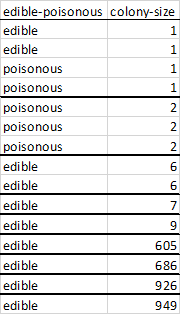 edible-poisonous colony-size
edible 1
edible 1
poisonous 1
poisonous 1
poisonous 2
poisonous 2
poisonous 2
edible 6
edible 6
edible 7
edible 9
edible 605
edible 686
edible 926
edible 949